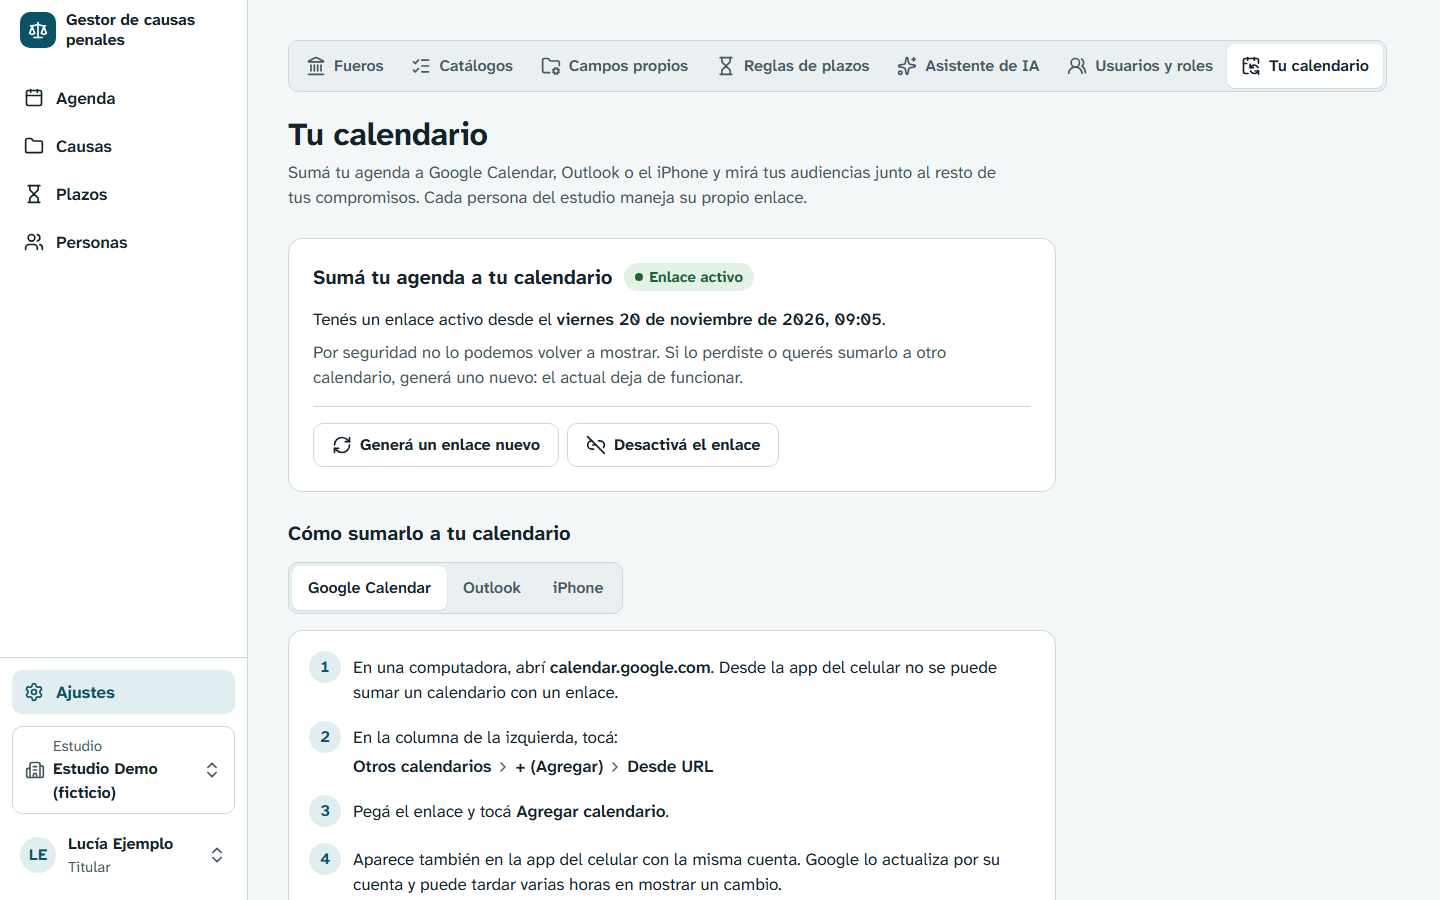 Gestor de causas
penales
Agenda
Causas
Plazos
Personas
Ajustes
Estudio
Estudio Demo
(ficticio)
LE
Lucía Ejemplo
Titular
Fueros
Catálogos
Campos propios
Reglas de plazos
Asistente de IA
Usuarios y roles
Tu calendario
Tu calendario
Sumá tu agenda a Google Calendar, Outlook o el iPhone y mirá tus audiencias junto al resto de
tus compromisos. Cada persona del estudio maneja su propio enlace.
Sumá tu agenda a tu calendario
Enlace activo
Tenés un enlace activo desde el viernes 20 de noviembre de 2026, 09:05.
Por seguridad no lo podemos volver a mostrar. Si lo perdiste o querés sumarlo a otro
calendario, generá uno nuevo: el actual deja de funcionar.
Generá un enlace nuevo
Desactivá el enlace
Cómo sumarlo a tu calendario
Google Calendar
Outlook
iPhone
1
En una computadora, abrí calendar.google.com. Desde la app del celular no se puede
sumar un calendario con un enlace.
2
En la columna de la izquierda, tocá:
Otros calendarios > + (Agregar) > Desde URL
3
Pegá el enlace y tocá Agregar calendario.
4
Aparece también en la app del celular con la misma cuenta. Google lo actualiza por su
cuenta y puede tardar varias horas en mostrar un cambio.